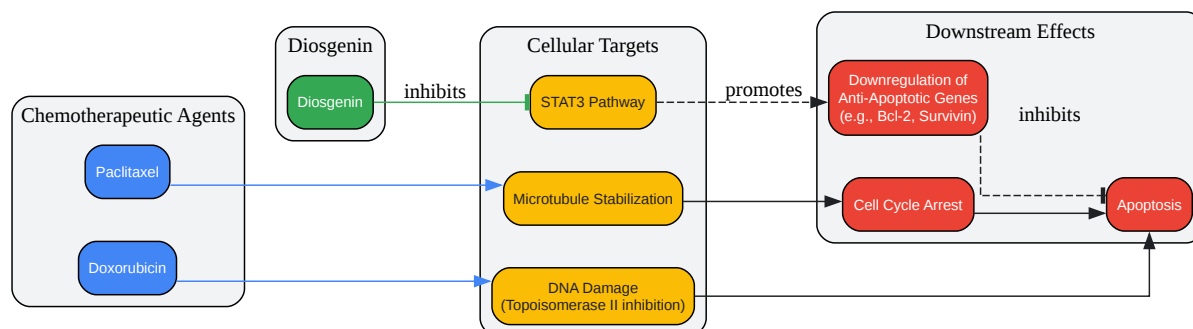 Diosgenin
Diosgenin
inhibits
Chemotherapeutic Agents
Paclitaxel
Doxorubicin
Cellular Targets
STAT3 Pathway
Microtubule Stabilization
DNA Damage
(Topoisomerase II inhibition)
promotes
Downstream Effects
Downregulation of
Anti-Apoptotic Genes
(e.g., Bcl-2, Survivin)
inhibits
Cell Cycle Arrest
Apoptosis